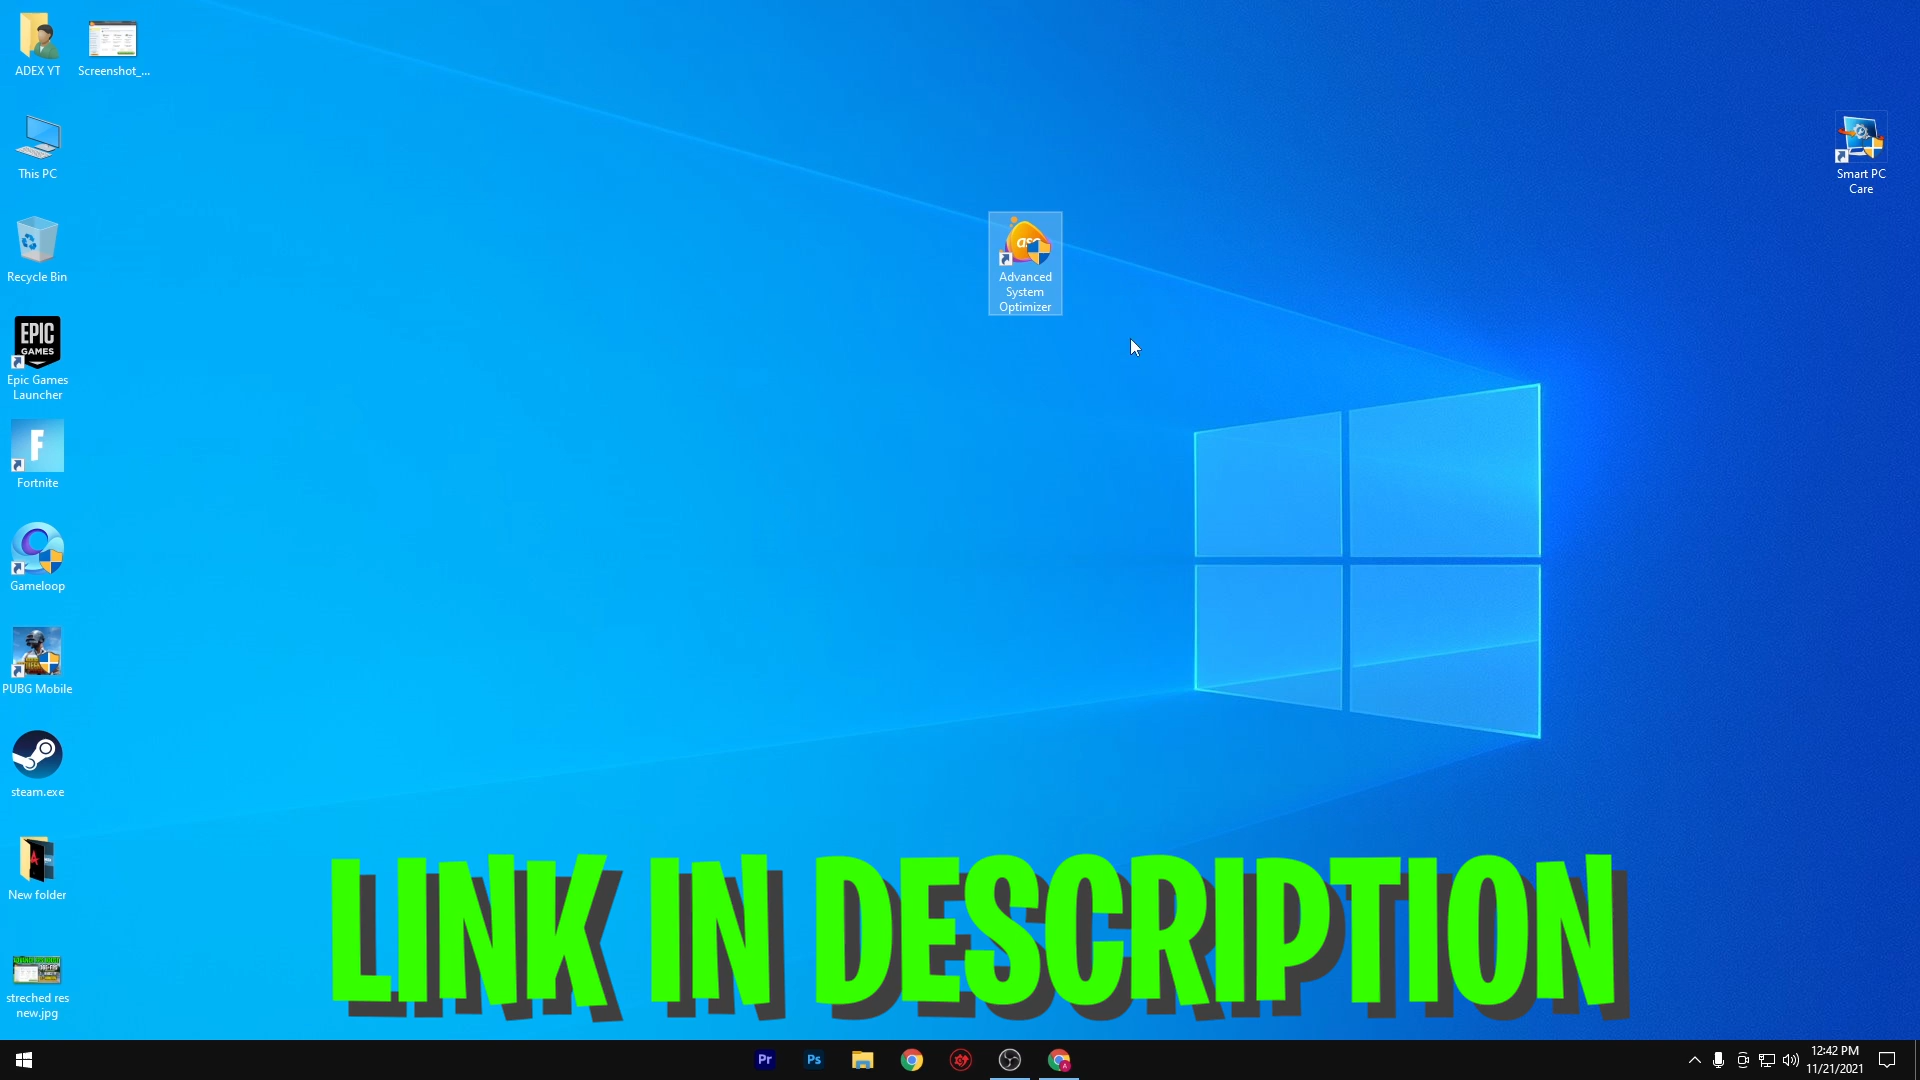 ADEX YT
Screenshot_...
This PC
Recycle Bin
EPIC
GAMES
Epic Games
Launcher
F
Fortnite
Gameloop
PUBG Mobile
steam.exe
New folder
streched res
new.jpg
aso
Advanced
System
Optimizer
Smart PC
Care
LINK IN DESCRIPTION
Pr
Ps
12:42 PM
11/21/2021